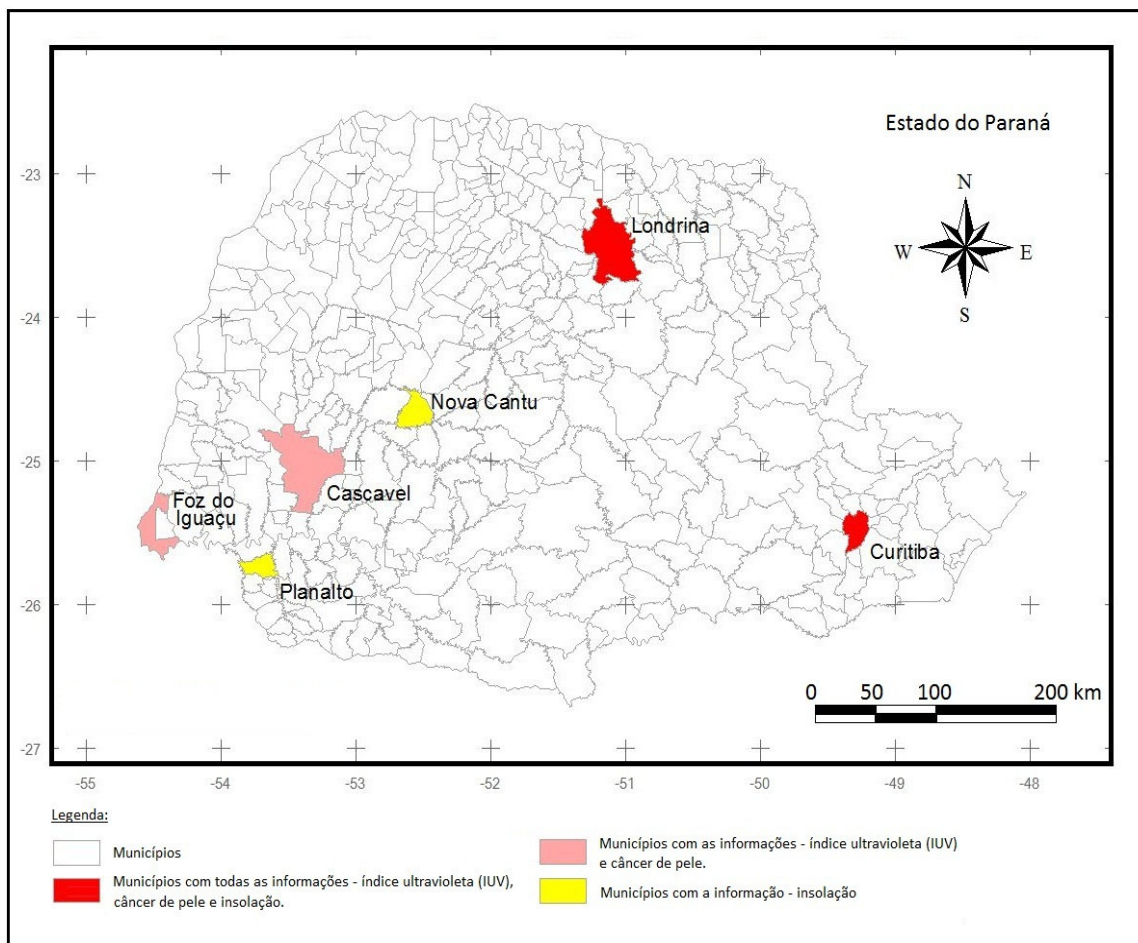 Estado do Paraná
N
W
E
S
Londrina
Nova Cantu
Cascavel
Foz do
Iguaçu
Planalto
Curitiba
0 50 100 200 km
-23
-24
-25
-26
-27
-55 -54 -53 -52 -51 -50 -49 -48
Legenda:
Municípios
Municípios com todas as informações - índice ultravioleta (IUV),
câncer de pele e insolação.
Municípios com as informações - índice ultravioleta (IUV)
e câncer de pele.
Municípios com a informação - insolação